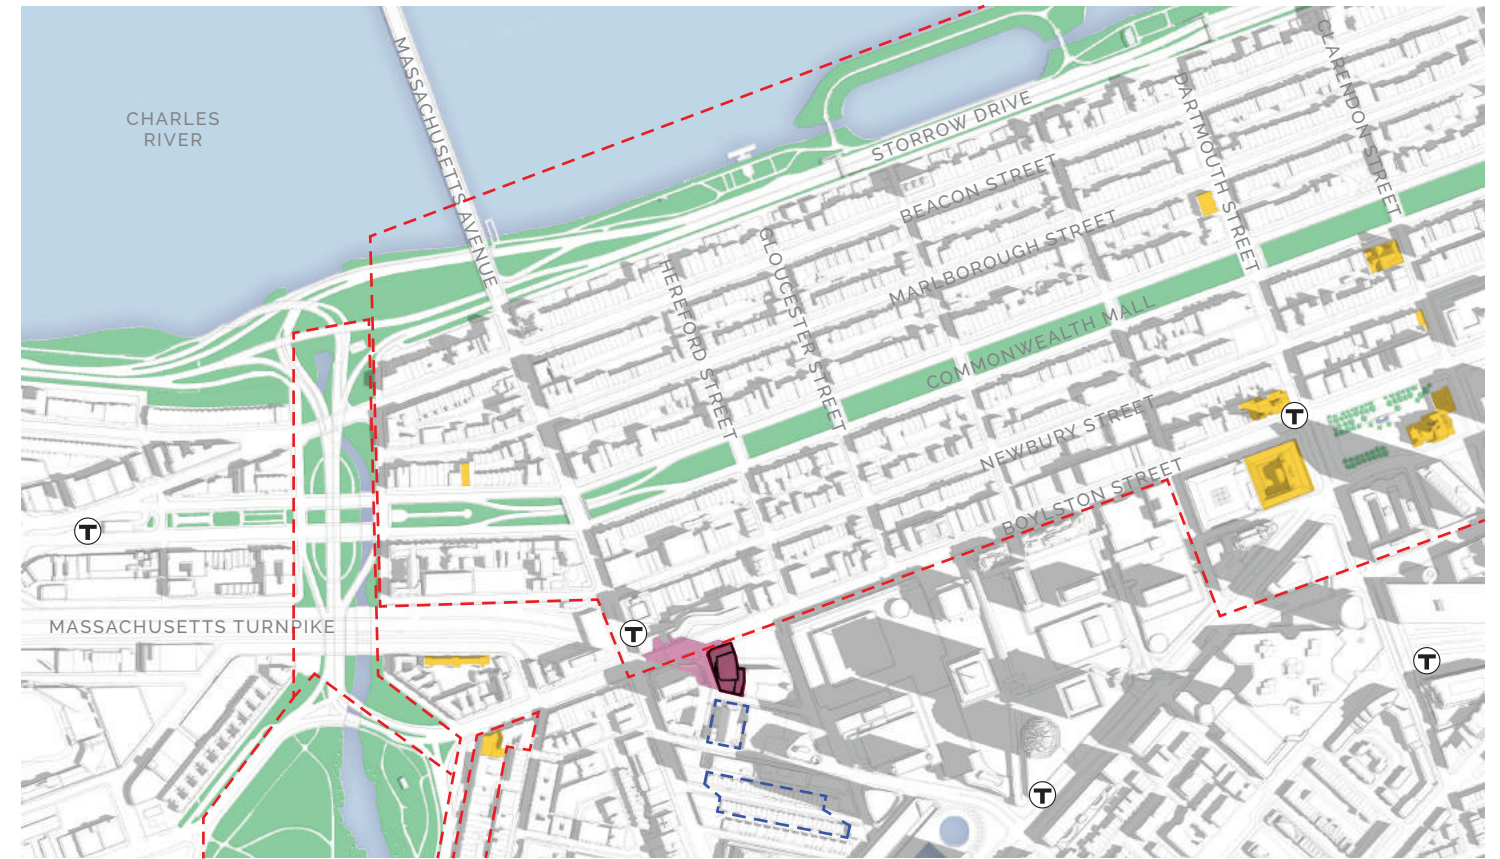 CHARLES
RIVER
MASSACHUSETTS AVENUE
STORROW DRIVE
BEACON STREET
MARLBOROUGH STREET
COMMONWEALTH MALL
NEWBURY STREET
BOYLSTON STREET
HEREFORD STREET
GLOUCESTER STREET
DARTMOUTH STREET
CLARENDON STREET
MASSACHUSETTS TURNPIKE
T
T
T
T
T